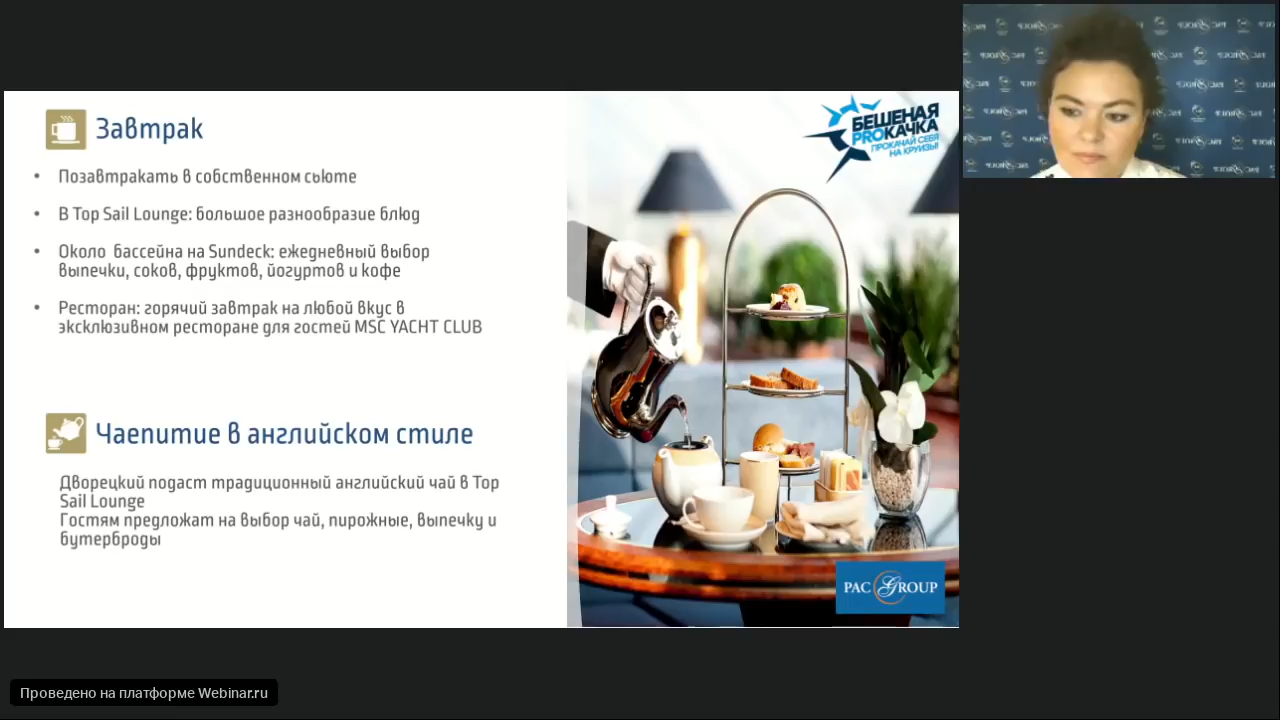 Завтрак
• Позавтракать в собственном сьюте
• В Top Sail Lounge: большое разнообразие блюд
• Около бассейна на Sundeck: ежедневный выбор
выпечки, соков, фруктов, йогуртов и кофе
• Ресторан: горячий завтрак на любой вкус в
эксклюзивном ресторане для гостей MSC YACHT CLUB
Чаепитие в английском стиле
Дворецкий подаст традиционный английский чай в Top
Sail Lounge
Гостям предложат на выбор чай, пирожные, выпечку и
бутерброды
БЕШЕНАЯ
PROКАЧКА
ПРОКАЧАЙ СЕБЯ
НА КРУИЗЫ!
PAC GROUP
Проведено на платформе Webinar.ru